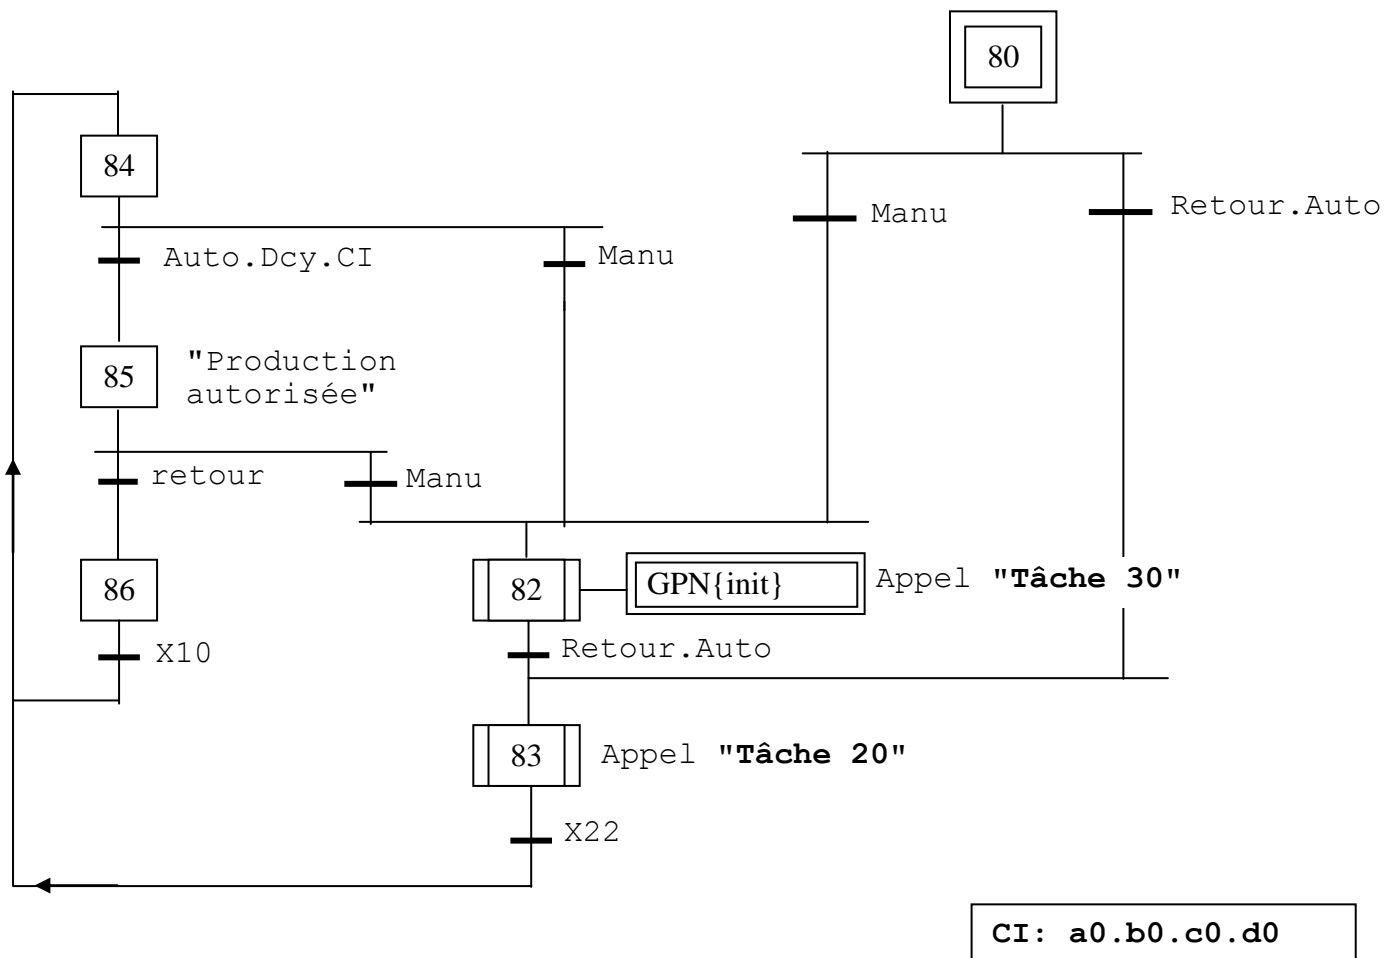 80
84
Manu
Retour.Auto
Auto.Dcy.CI
Manu
85
"Production
autorisée"
retour
Manu
86
82
GPN{init}
Appel "Tâche 30"
X10
Retour.Auto
83
Appel "Tâche 20"
X22
CI: a0.b0.c0.d0